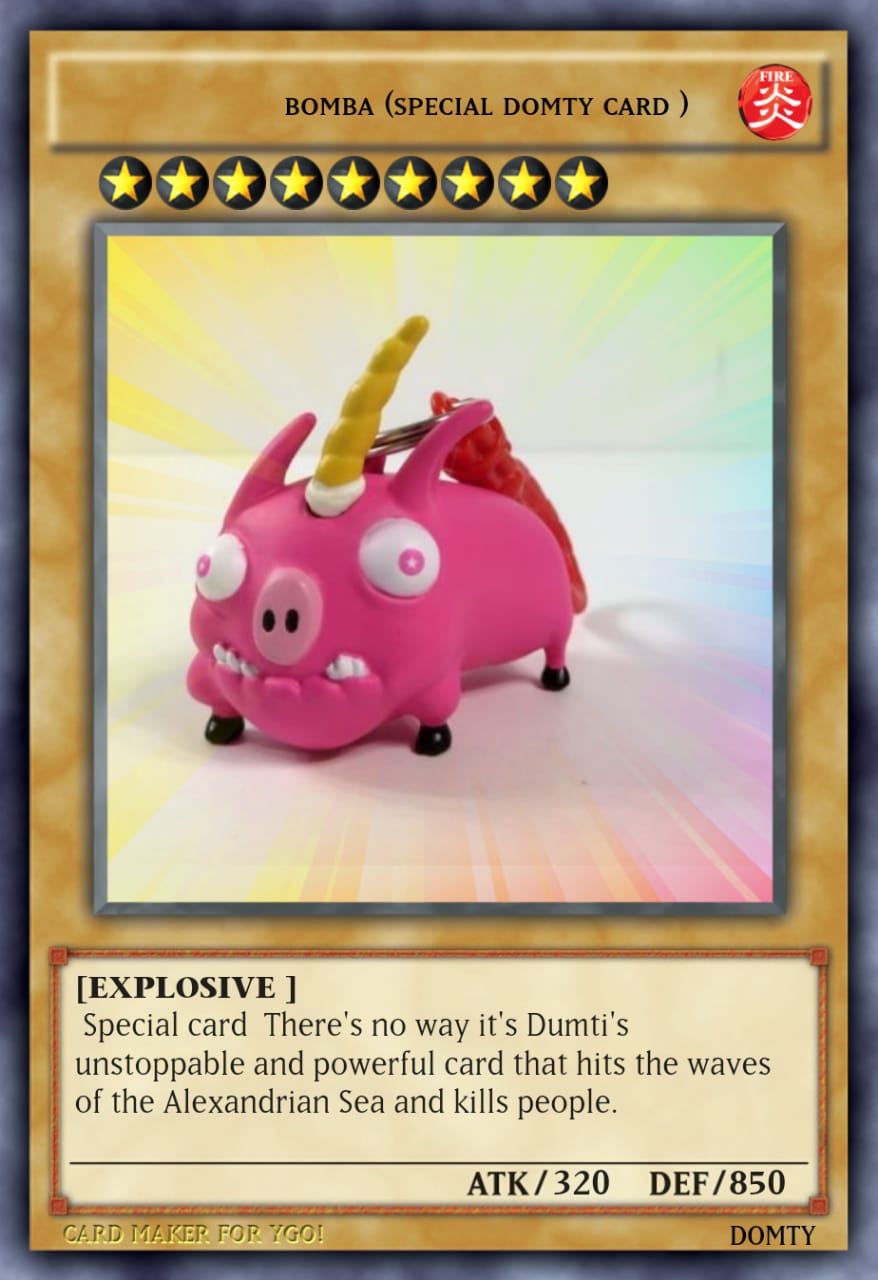 BOMBA (SPECIAL DOMTY CARD )
FIRE
炎
[EXPLOSIVE ]
Special card  There's no way it's Dumti's
unstoppable and powerful card that hits the waves
of the Alexandrian Sea and kills people.
ATK/320 DEF/850
CARD MAKER FOR YGO!
DOMTY